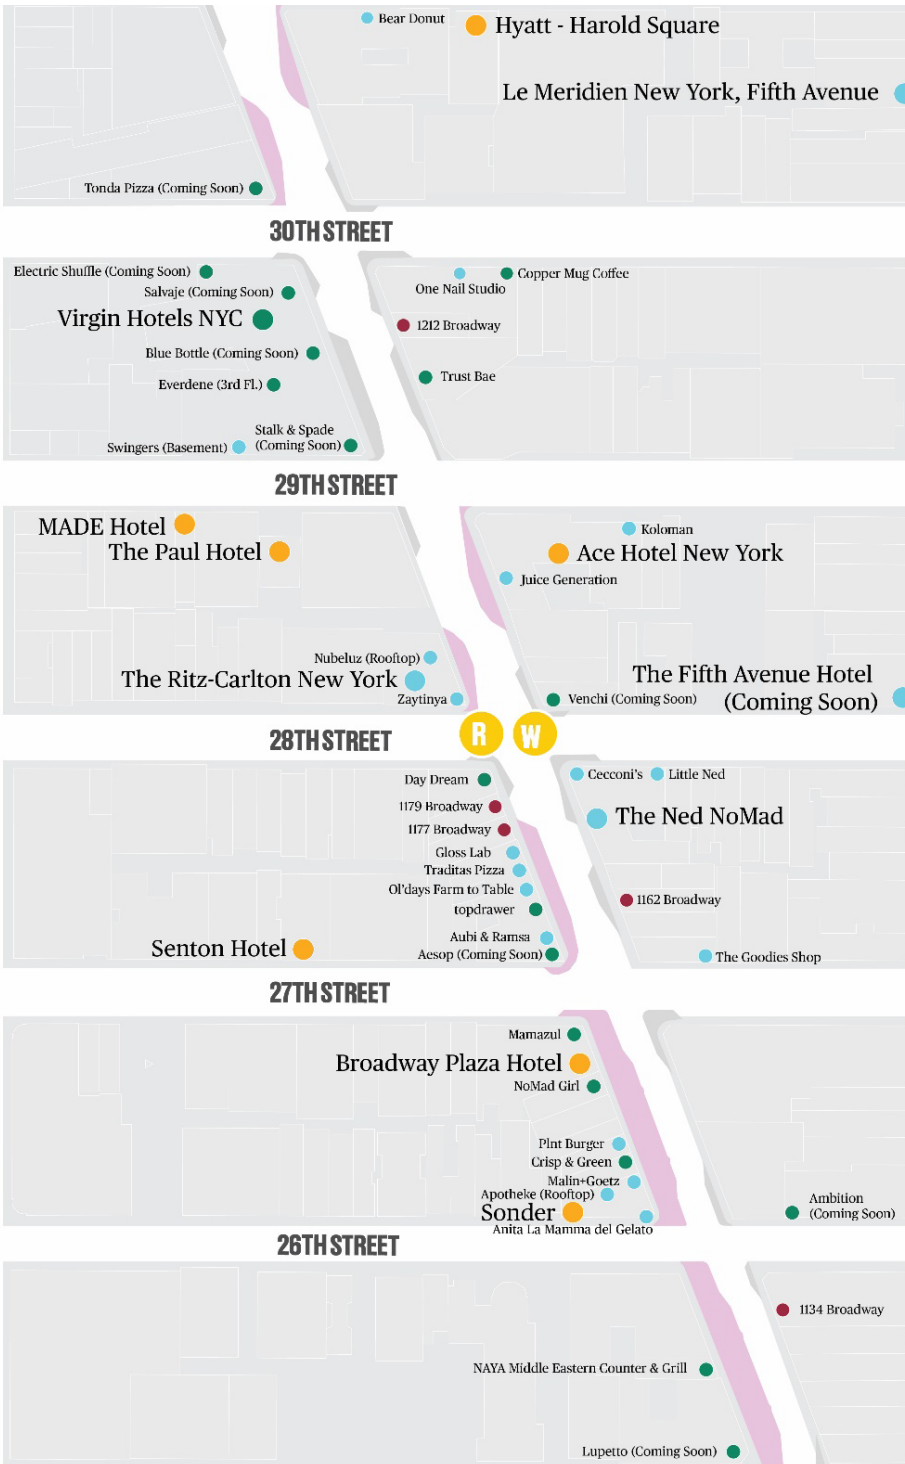 Bear Donut
Hyatt - Harold Square
Le Meridien New York, Fifth Avenue
Tonda Pizza (Coming Soon)
30TH STREET
Electric Shuffle (Coming Soon)
Copper Mug Coffee
One Nail Studio
Salvaje (Coming Soon)
Virgin Hotels NYC
1212 Broadway
Blue Bottle (Coming Soon)
Everdene (3rd Fl.)
Trust Bae
Stalk & Spade
(Coming Soon)
Swingers (Basement)
29TH STREET
MADE Hotel
The Paul Hotel
Koloman
Ace Hotel New York
Juice Generation
Nubeluz (Rooftop)
The Ritz-Carlton New York
Zaytinya
The Fifth Avenue Hotel
(Coming Soon)
Venchi (Coming Soon)
28TH STREET
R
W
Day Dream
Cecconi's
Little Ned
1179 Broadway
The Ned NoMad
1177 Broadway
Gloss Lab
Traditas Pizza
Ol'days Farm to Table
1162 Broadway
topdrawer
Aubi & Ramsa
Senton Hotel
Aesop (Coming Soon)
The Goodies Shop
27TH STREET
Mamazul
Broadway Plaza Hotel
NoMad Girl
Plnt Burger
Crisp & Green
Malin+Goetz
Apotheke (Rooftop)
Sonder
Anita La Mamma del Gelato
Ambition
(Coming Soon)
26TH STREET
1134 Broadway
NAYA Middle Eastern Counter & Grill
Lupetto (Coming Soon)